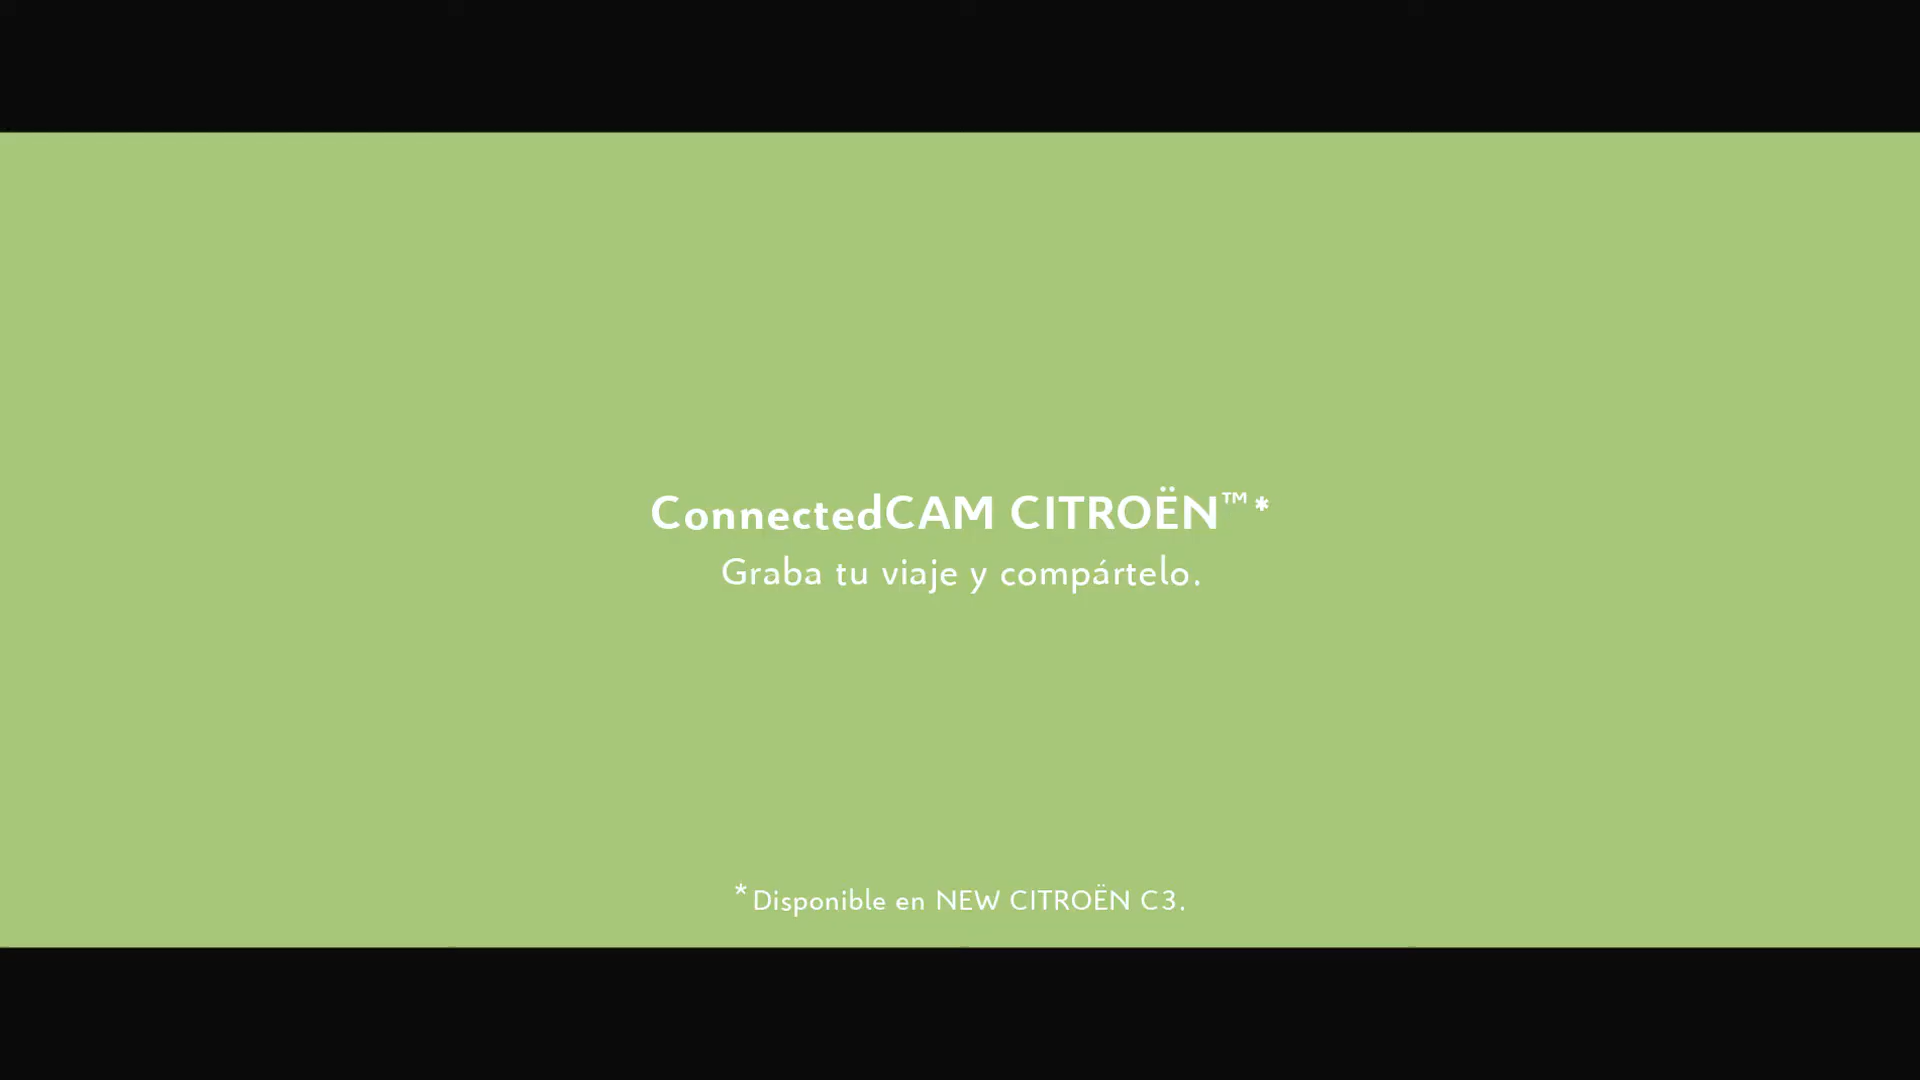 ConnectedCAM CITROËN™*
Graba tu viaje y compártelo.
*Disponible en NEW CITROËN C3.